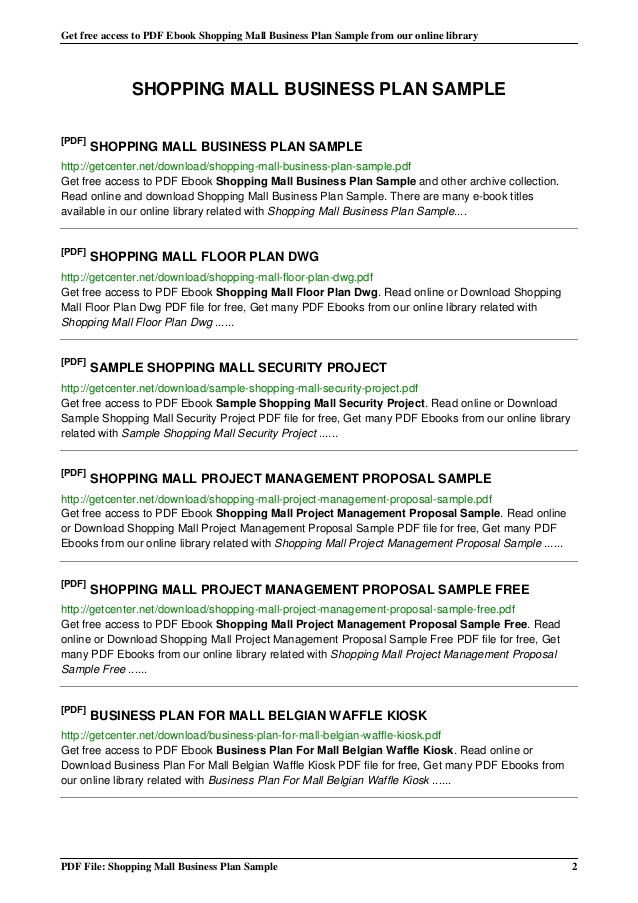 Get free access to PDF Ebook Shopping Mall Business Plan Sample from our online library
SHOPPING MALL BUSINESS PLAN SAMPLE
[PDF] SHOPPING MALL BUSINESS PLAN SAMPLE
http://getcenter.net/download/shopping-mall-business-plan-sample.pdf
Get free access to PDF Ebook Shopping Mall Business Plan Sample and other archive collection.
Read online and download Shopping Mall Business Plan Sample. There are many e-book titles
available in our online library related with Shopping Mall Business Plan Sample....
[PDF] SHOPPING MALL FLOOR PLAN DWG
http://getcenter.net/download/shopping-mall-floor-plan-dwg.pdf
Get free access to PDF Ebook Shopping Mall Floor Plan Dwg. Read online or Download Shopping
Mall Floor Plan Dwg PDF file for free, Get many PDF Ebooks from our online library related with
Shopping Mall Floor Plan Dwg ......
[PDF] SAMPLE SHOPPING MALL SECURITY PROJECT
http://getcenter.net/download/sample-shopping-mall-security-project.pdf
Get free access to PDF Ebook Sample Shopping Mall Security Project. Read online or Download
Sample Shopping Mall Security Project PDF file for free, Get many PDF Ebooks from our online library
related with Sample Shopping Mall Security Project ......
[PDF] SHOPPING MALL PROJECT MANAGEMENT PROPOSAL SAMPLE
http://getcenter.net/download/shopping-mall-project-management-proposal-sample.pdf
Get free access to PDF Ebook Shopping Mall Project Management Proposal Sample. Read online
or Download Shopping Mall Project Management Proposal Sample PDF file for free, Get many PDF
Ebooks from our online library related with Shopping Mall Project Management Proposal Sample ......
[PDF] SHOPPING MALL PROJECT MANAGEMENT PROPOSAL SAMPLE FREE
http://getcenter.net/download/shopping-mall-project-management-proposal-sample-free.pdf
Get free access to PDF Ebook Shopping Mall Project Management Proposal Sample Free. Read
online or Download Shopping Mall Project Management Proposal Sample Free PDF file for free, Get
many PDF Ebooks from our online library related with Shopping Mall Project Management Proposal
Sample Free ......
[PDF] BUSINESS PLAN FOR MALL BELGIAN WAFFLE KIOSK
http://getcenter.net/download/business-plan-for-mall-belgian-waffle-kiosk.pdf
Get free access to PDF Ebook Business Plan For Mall Belgian Waffle Kiosk. Read online or
Download Business Plan For Mall Belgian Waffle Kiosk PDF file for free, Get many PDF Ebooks from
our online library related with Business Plan For Mall Belgian Waffle Kiosk ......
PDF File: Shopping Mall Business Plan Sample 2